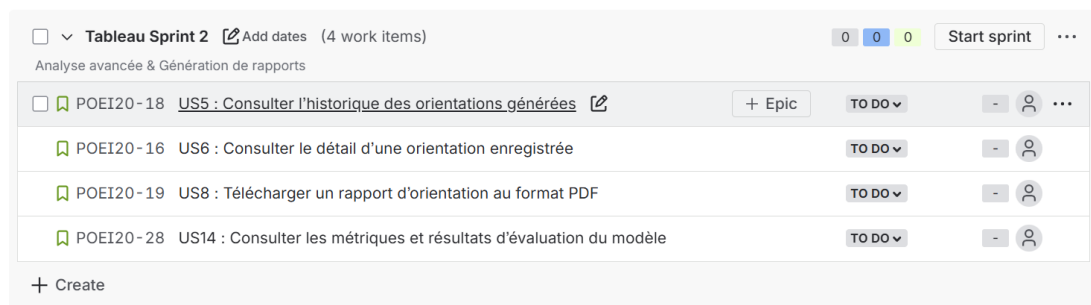 Tableau Sprint 2 Add dates (4 work items) 0 0 0 Start sprint
Analyse avancée & Génération de rapports
POEI20-18 US5 : Consulter l’historique des orientations générées + Epic TO DO -
POEI20-16 US6 : Consulter le détail d’une orientation enregistrée TO DO -
POEI20-19 US8 : Télécharger un rapport d’orientation au format PDF TO DO -
POEI20-28 US14 : Consulter les métriques et résultats d’évaluation du modèle TO DO -
+ Create